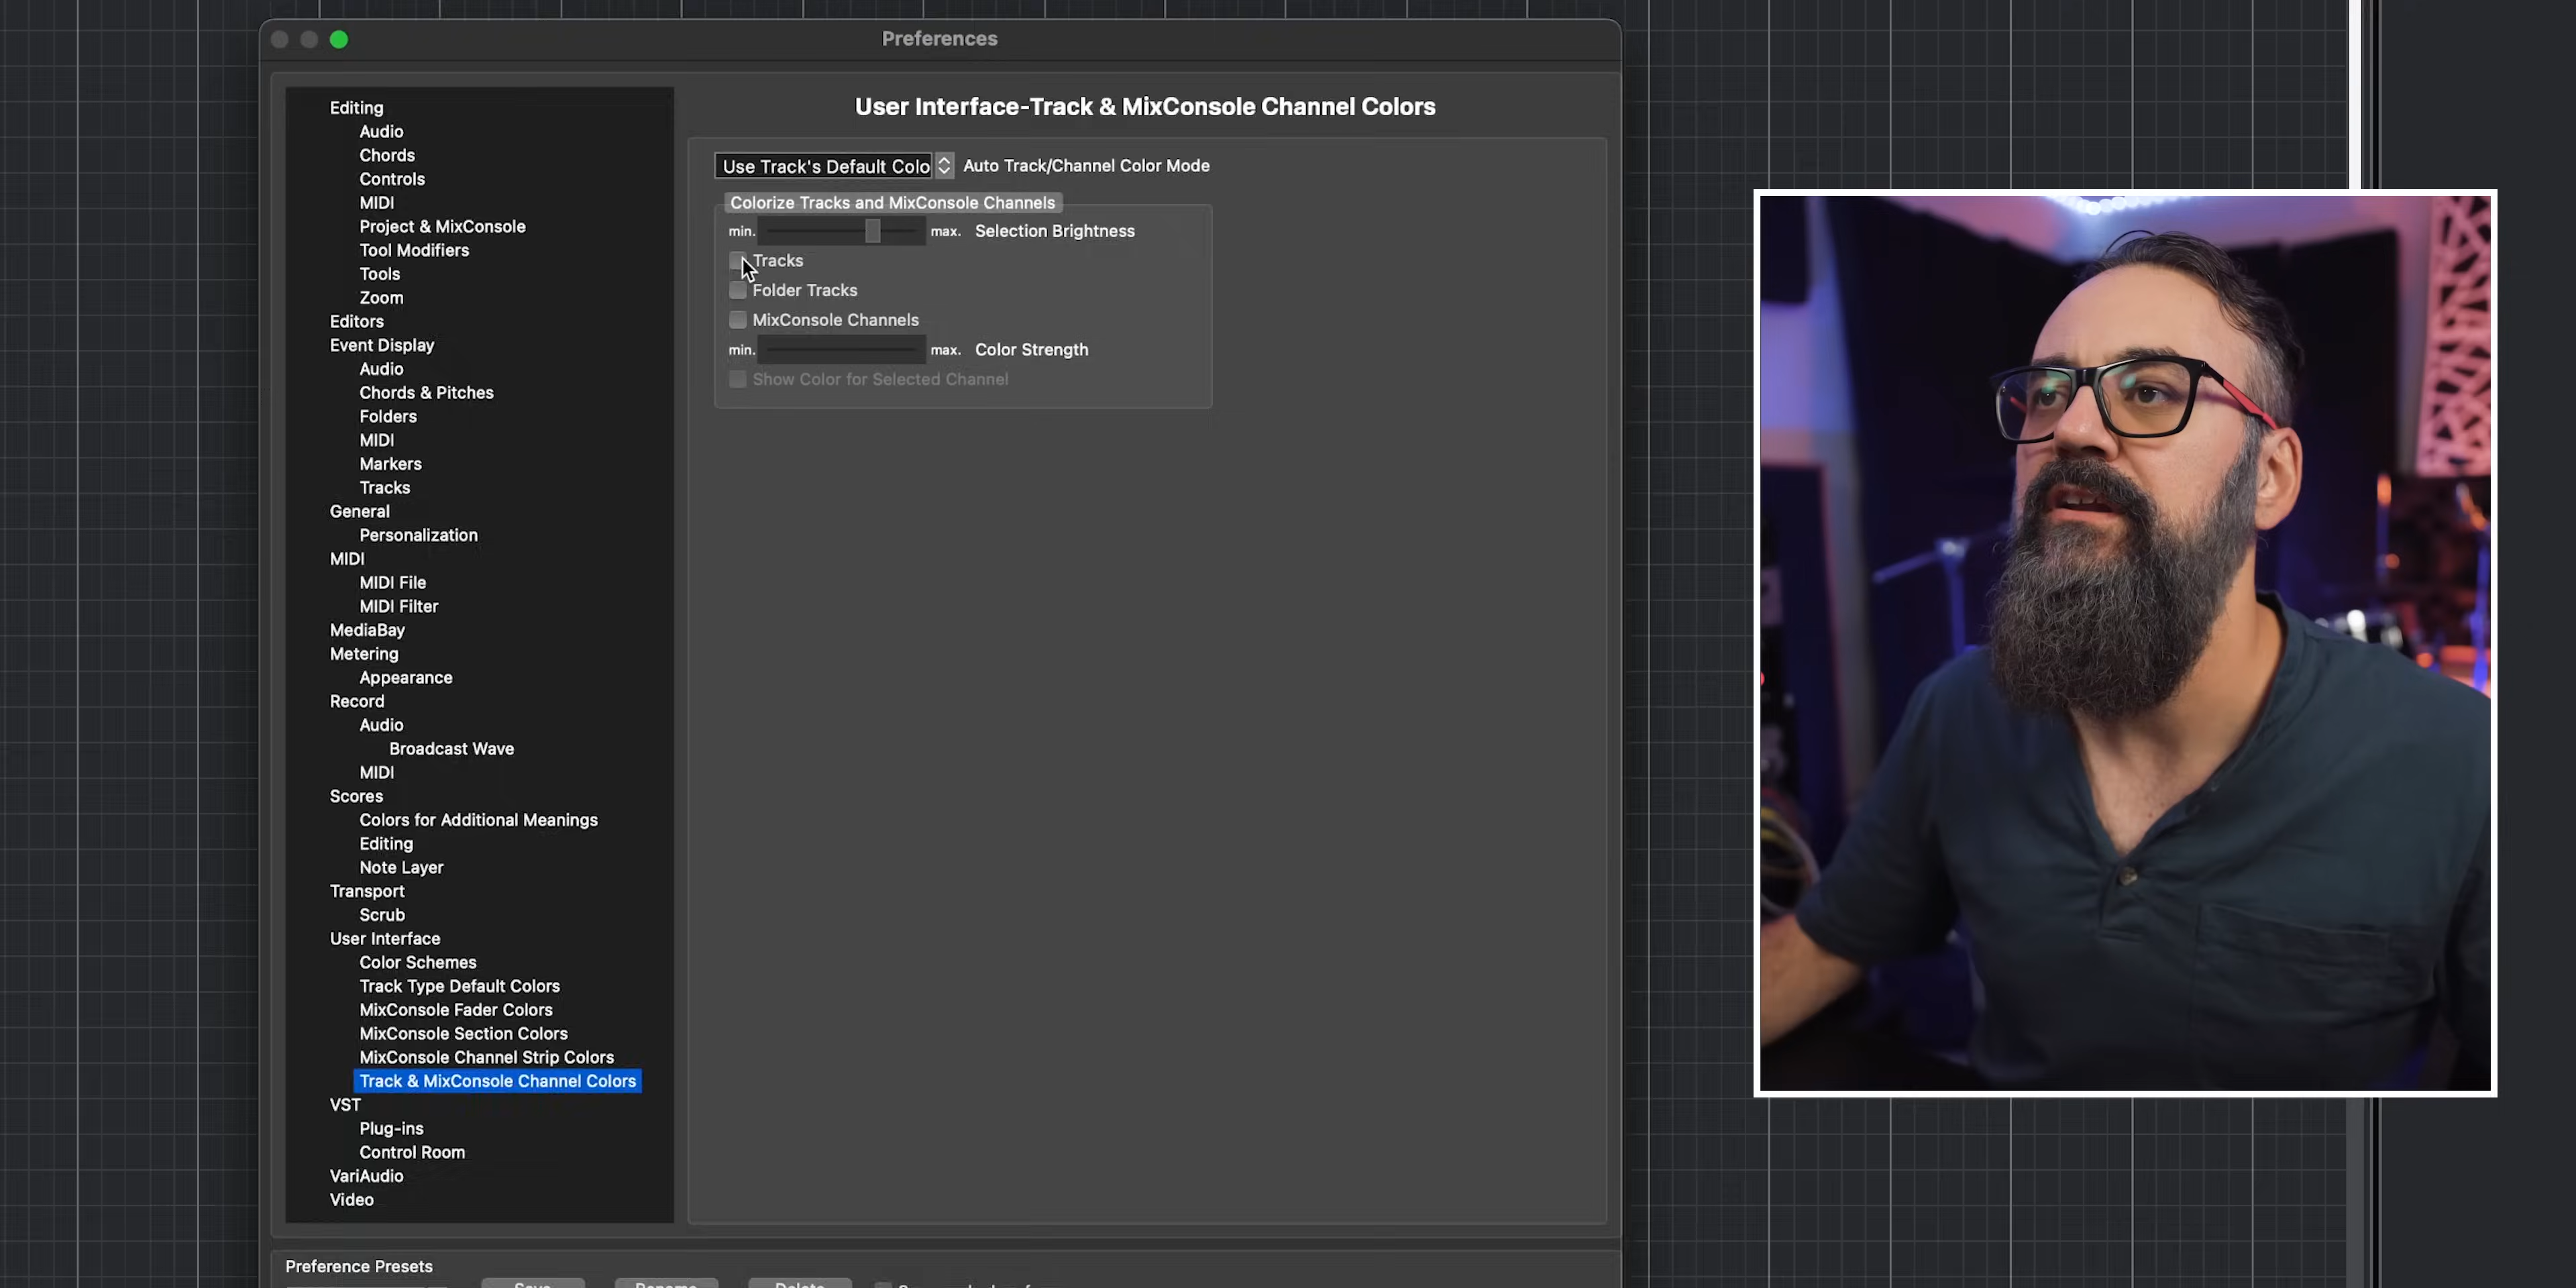 Preferences
Editing
Audio
Chords
Controls
MIDI
Project & MixConsole
Tool Modifiers
Tools
Zoom
Editors
Event Display
Audio
Chords & Pitches
Folders
MIDI
Markers
Tracks
General
Personalization
MIDI
MIDI File
MIDI Filter
MediaBay
Metering
Appearance
Record
Audio
Broadcast Wave
MIDI
Scores
Colors for Additional Meanings
Editing
Note Layer
Transport
Scrub
User Interface
Color Schemes
Track Type Default Colors
MixConsole Fader Colors
MixConsole Section Colors
MixConsole Channel Strip Colors
Track & MixConsole Channel Colors
VST
Plug-ins
Control Room
VariAudio
Video
User Interface-Track & MixConsole Channel Colors
Use Track's Default Colo Auto Track/Channel Color Mode
Colorize Tracks and MixConsole Channels
min. max. Selection Brightness
Tracks
Folder Tracks
MixConsole Channels
min. max. Color Strength
Show Color for Selected Channel
Preference Presets
Save Rename Delete